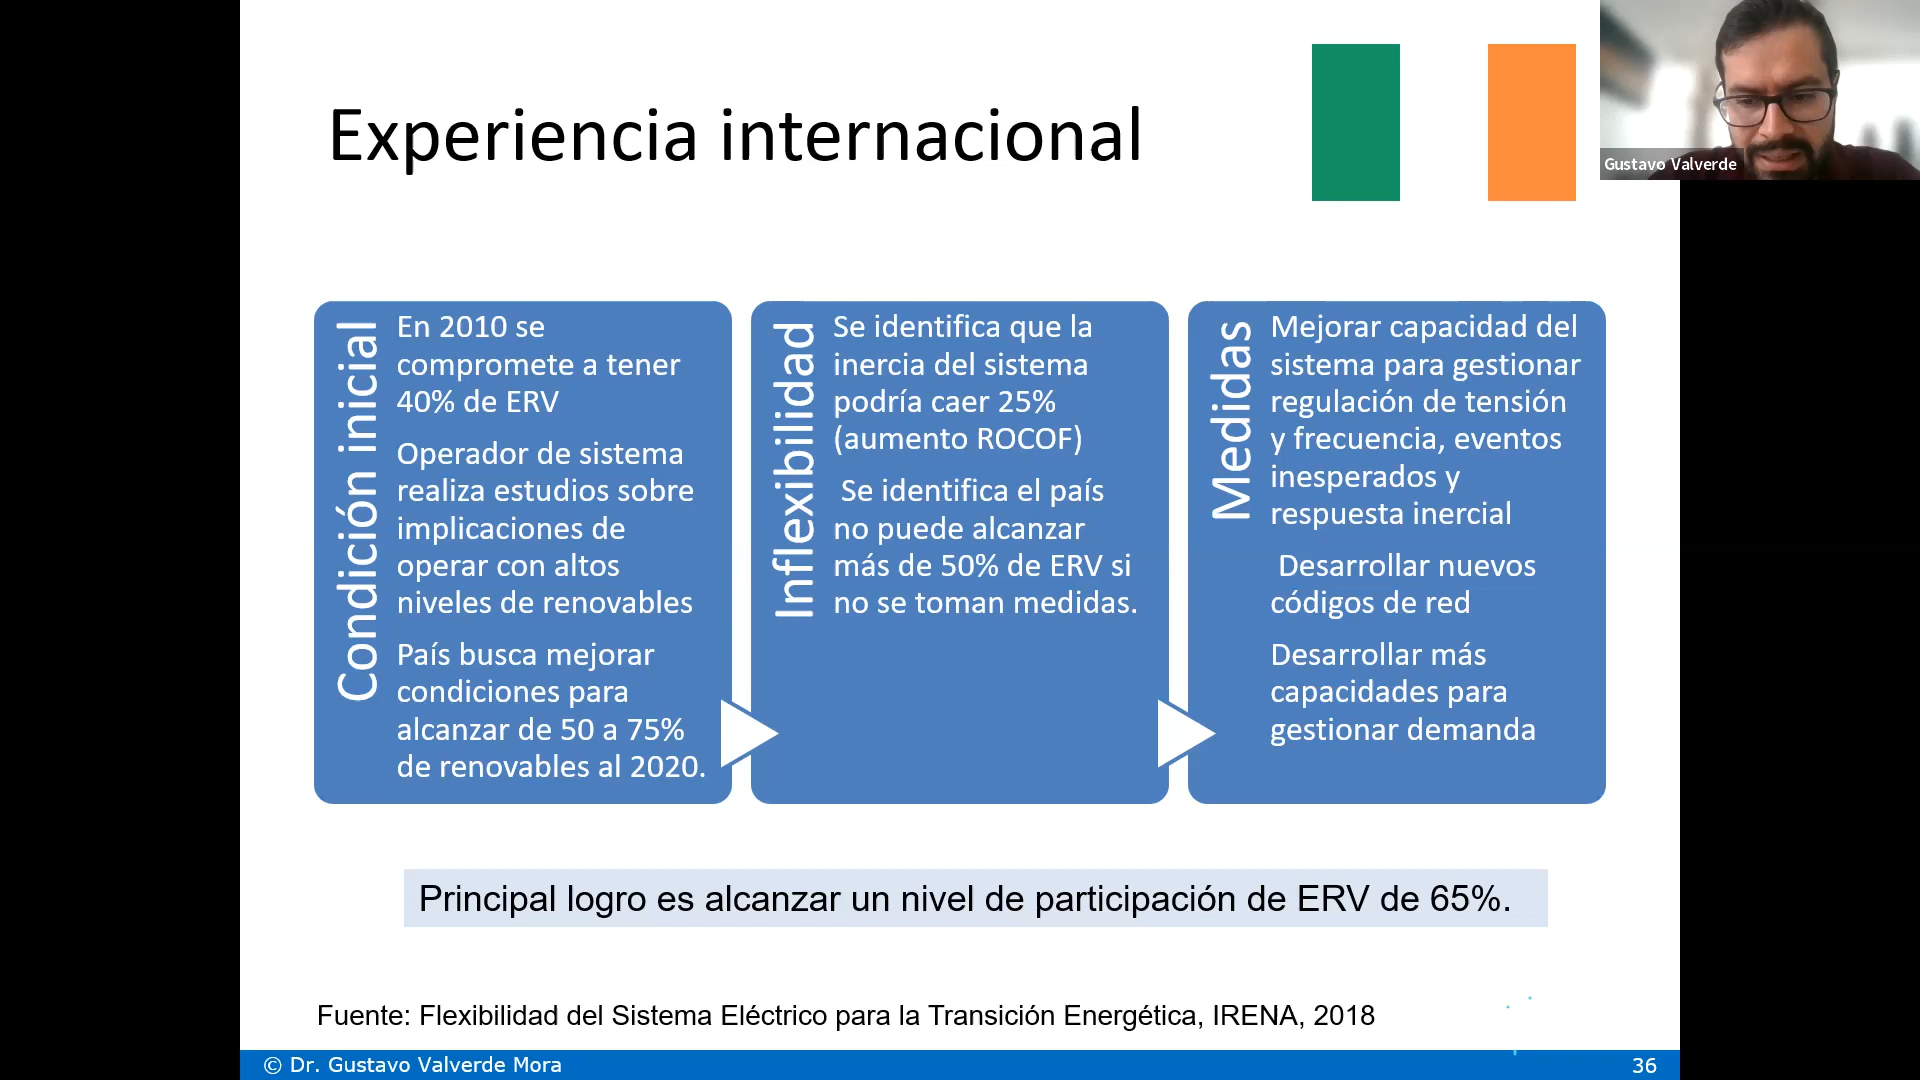 Experiencia internacional
Gustavo Valverde
Condición inicial
En 2010 se
compromete a tener
40% de ERV
Operador de sistema
realiza estudios sobre
implicaciones de
operar con altos
niveles de renovables
País busca mejorar
condiciones para
alcanzar de 50 a 75%
de renovables al 2020.
Inflexibilidad
Se identifica que la
inercia del sistema
podría caer 25%
(aumento ROCOF)
Se identifica el país
no puede alcanzar
más de 50% de ERV si
no se toman medidas.
Medidas
Mejorar capacidad del
sistema para gestionar
regulación de tensión
y frecuencia, eventos
inesperados y
respuesta inercial
Desarrollar nuevos
códigos de red
Desarrollar más
capacidades para
gestionar demanda
Principal logro es alcanzar un nivel de participación de ERV de 65%.
Fuente: Flexibilidad del Sistema Eléctrico para la Transición Energética, IRENA, 2018
© Dr. Gustavo Valverde Mora
36